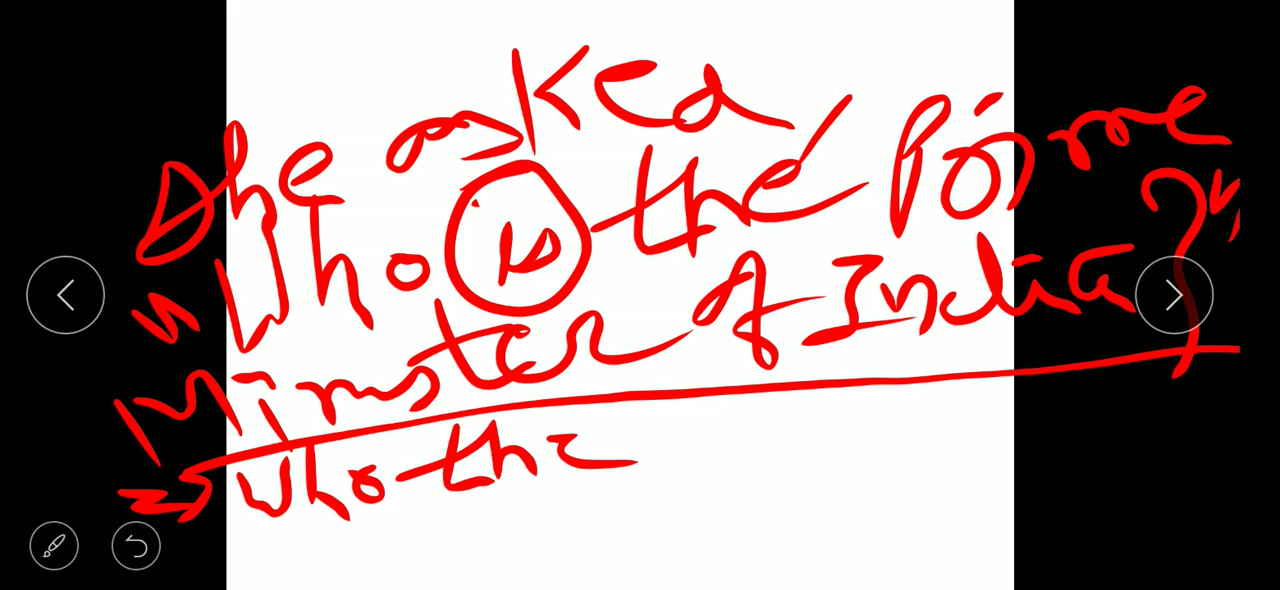 She asked
"Who is the Prime
Minister of India?"
=> Who the